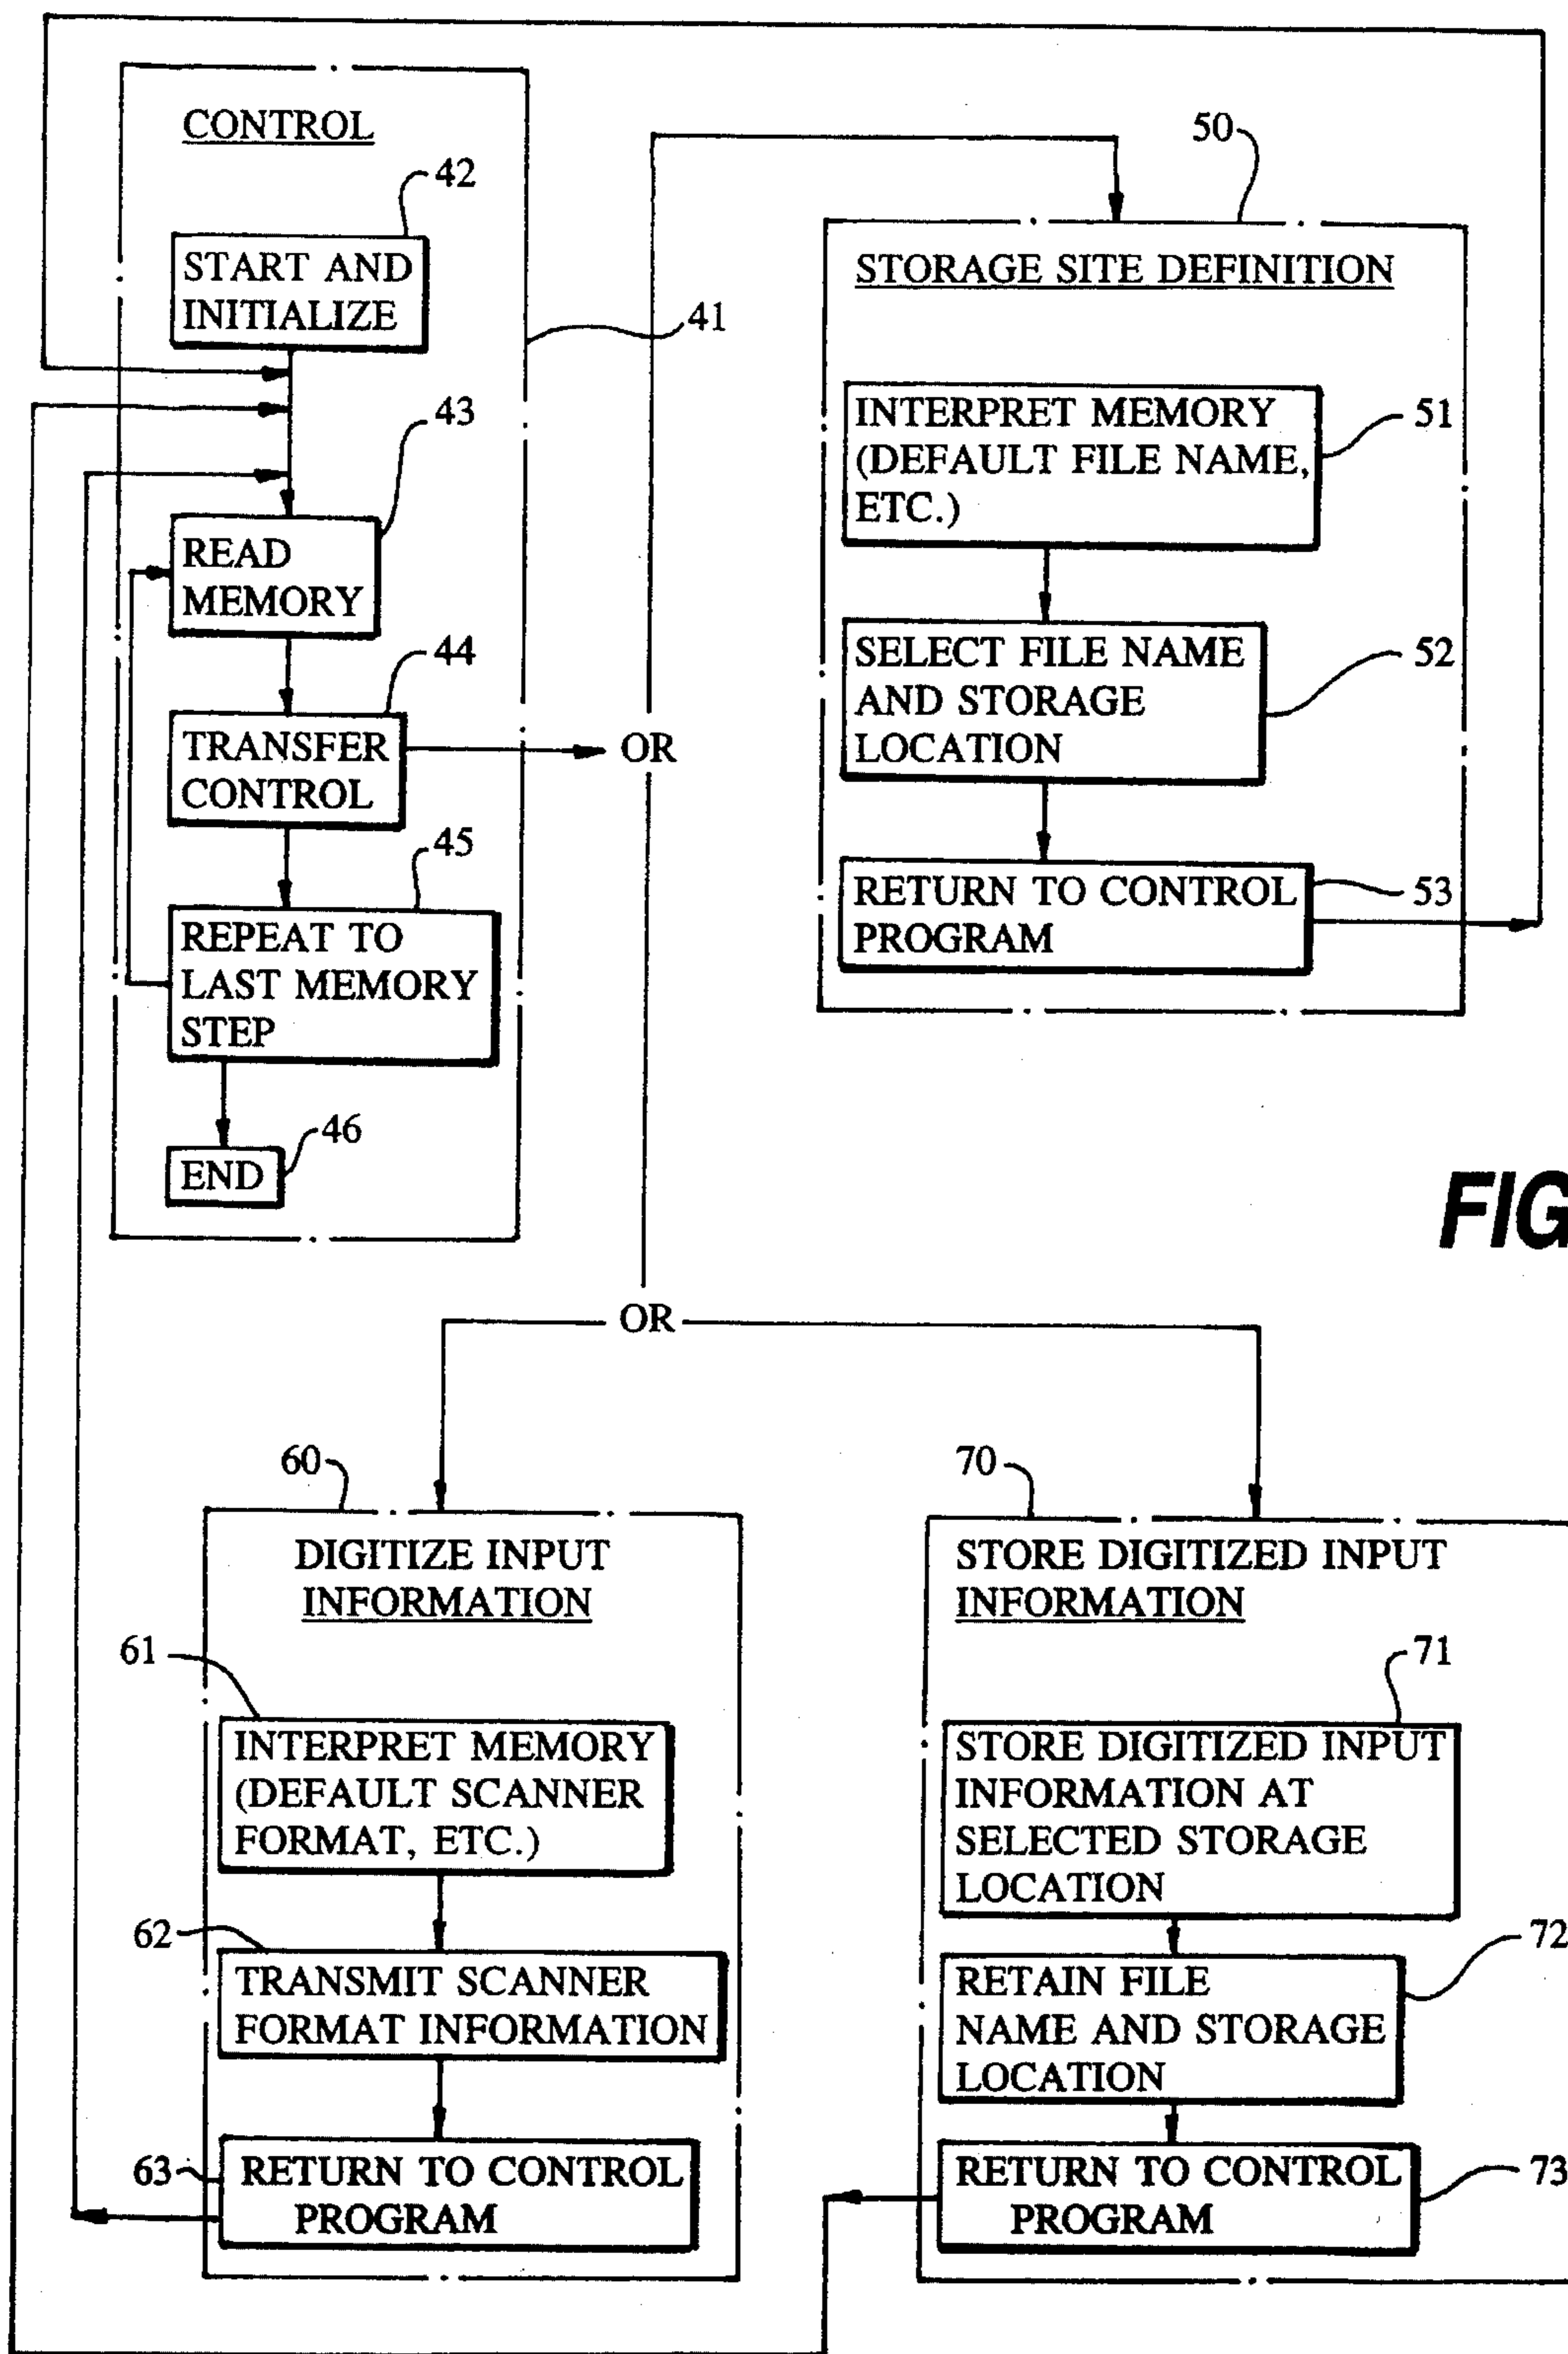 CONTROL
42
START AND
INITIALIZE
41
43
READ
MEMORY
44
TRANSFER
CONTROL
OR
45
REPEAT TO
LAST MEMORY
STEP
46
END
50
STORAGE SITE DEFINITION
INTERPRET MEMORY
(DEFAULT FILE NAME,
ETC.)
51
SELECT FILE NAME
AND STORAGE
LOCATION
52
RETURN TO CONTROL
PROGRAM
53
FIG
OR
60
DIGITIZE INPUT
INFORMATION
61
INTERPRET MEMORY
(DEFAULT SCANNER
FORMAT, ETC.)
62
TRANSMIT SCANNER
FORMAT INFORMATION
63
RETURN TO CONTROL
PROGRAM
70
STORE DIGITIZED INPUT
INFORMATION
71
STORE DIGITIZED INPUT
INFORMATION AT
SELECTED STORAGE
LOCATION
72
RETAIN FILE
NAME AND STORAGE
LOCATION
RETURN TO CONTROL
PROGRAM
73